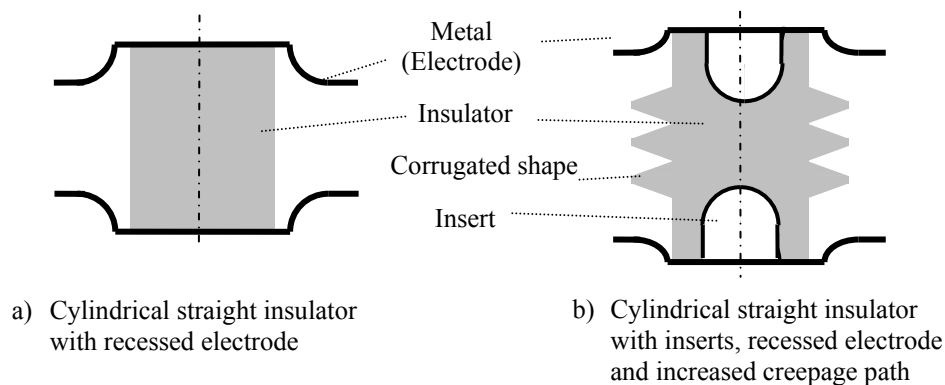 Metal
(Electrode)
Insulator
Corrugated shape
Insert
a) Cylindrical straight insulator
with recessed electrode
b) Cylindrical straight insulator
with inserts, recessed electrode
and increased creepage path